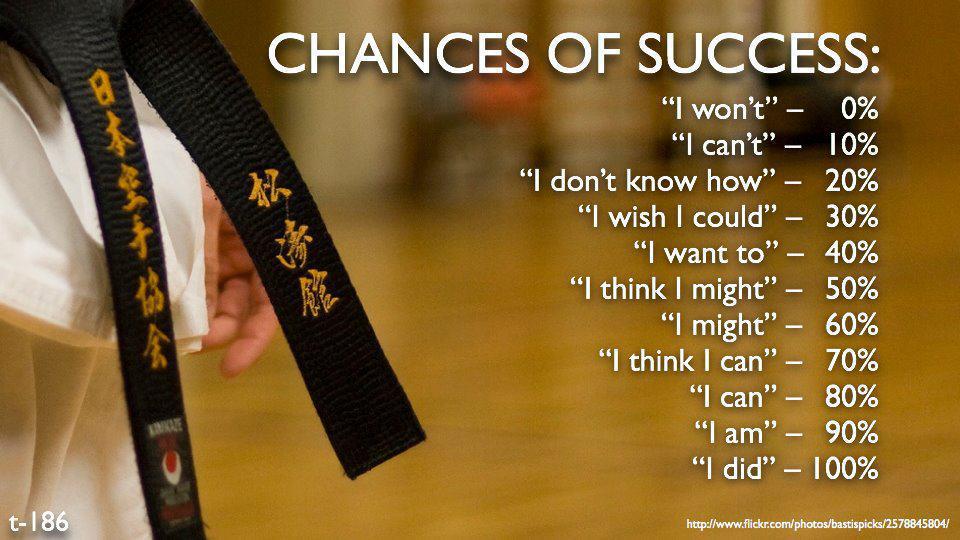 CHANCES OF SUCCESS:
“I won’t” – 0%
“I can’t” – 10%
“I don’t know how” – 20%
“I wish I could” – 30%
“I want to” – 40%
“I think I might” – 50%
“I might” – 60%
“I think I can” – 70%
“I can” – 80%
“I am” – 90%
“I did” – 100%
日本空手協会
松濤館
KAMIKAZE
t-186
http://www.flickr.com/photos/bastispicks/2578845804/